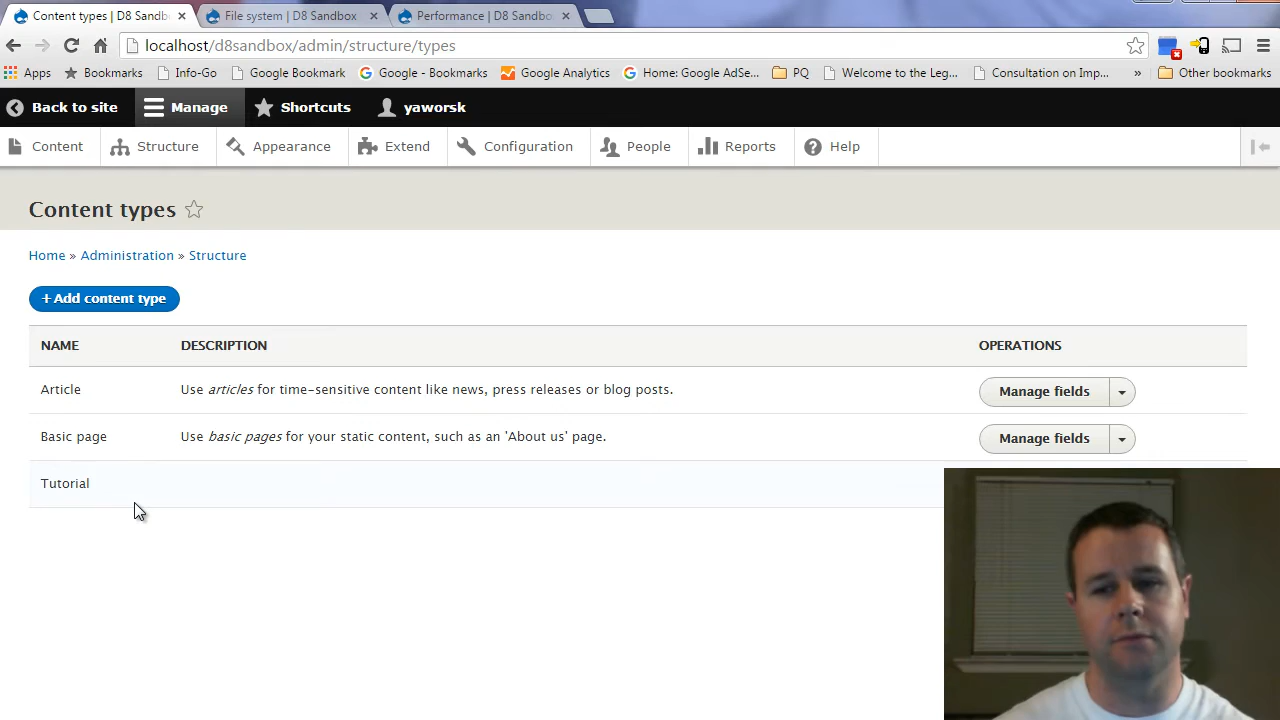 Content types | D8 Sandb
File system | D8 Sandbox
Performance | D8 Sandbo
localhost/d8sandbox/admin/structure/types
Apps Bookmarks Info-Go Google Bookmark Google - Bookmarks Google Analytics Home: Google AdSe... PQ Welcome to the Leg... Consultation on Imp... » Other bookmarks
Back to site Manage Shortcuts yaworsk
Content Structure Appearance Extend Configuration People Reports Help
Content types
Home » Administration » Structure
+ Add content type
NAME DESCRIPTION OPERATIONS
Article Use articles for time-sensitive content like news, press releases or blog posts. Manage fields
Basic page Use basic pages for your static content, such as an 'About us' page. Manage fields
Tutorial